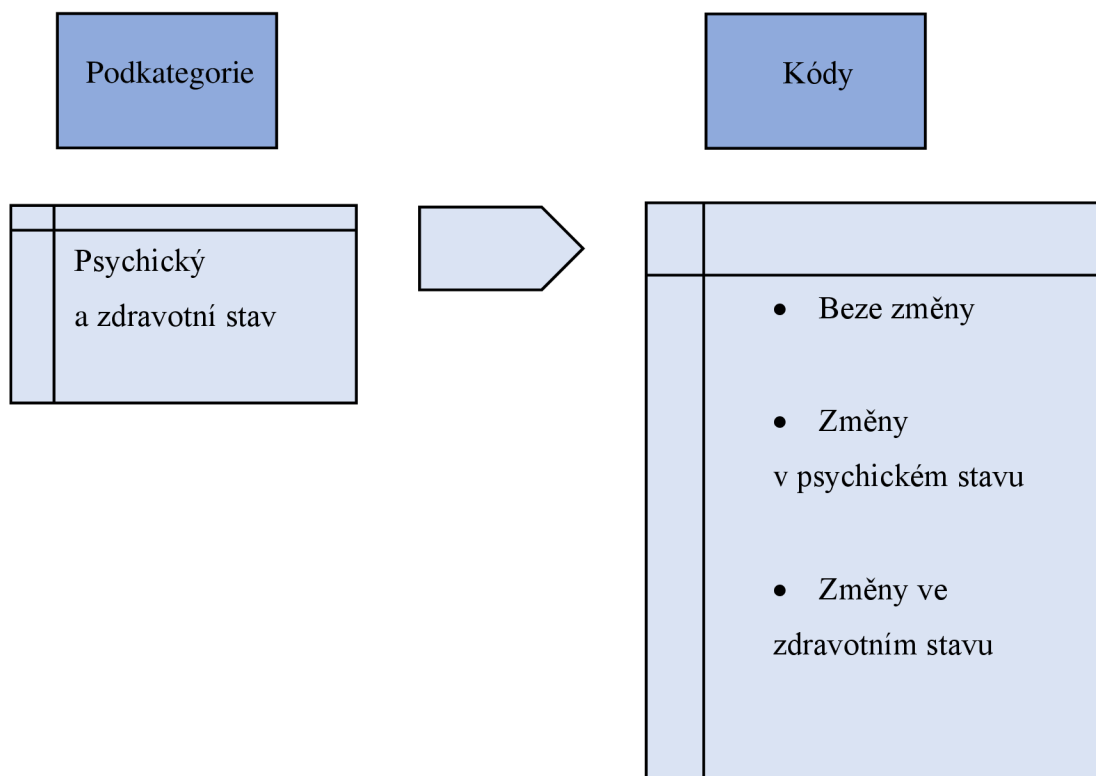 Podkategorie
Kódy
Psychický
a zdravotní stav
• Beze změny
• Změny
v psychickém stavu
• Změny ve
zdravotním stavu